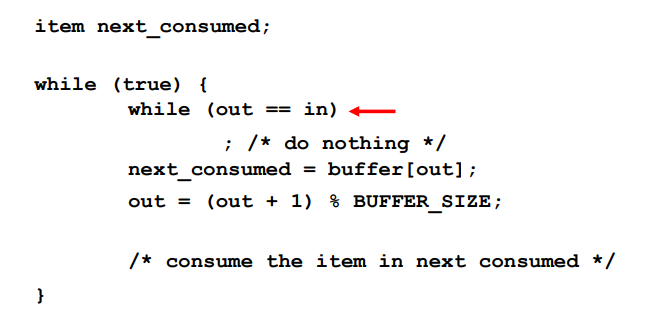 item next_consumed;
while (true) {
while (out == in)
; /* do nothing */
next_consumed = buffer[out];
out = (out + 1) % BUFFER_SIZE;
/* consume the item in next consumed */
}